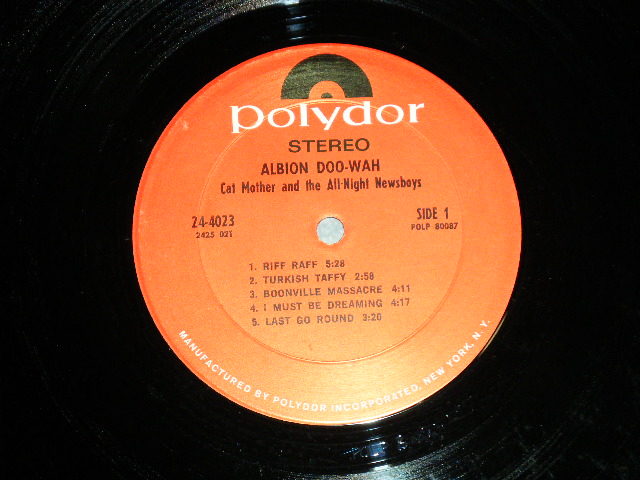 Polydor
STEREO
ALBION DOO-WAH
Cat Mother and the All-Night Newsboys
24-4023
2425 021
SIDE 1
POLP 80087
1. RIFF RAFF 5:28
2. TURKISH TAFFY 2:58
3. BOONVILLE MASSACRE 4:11
4. I MUST BE DREAMING 4:17
5. LAST GO ROUND 3:26
MANUFACTURED BY POLYDOR INCORPORATED, NEW YORK, N. Y.